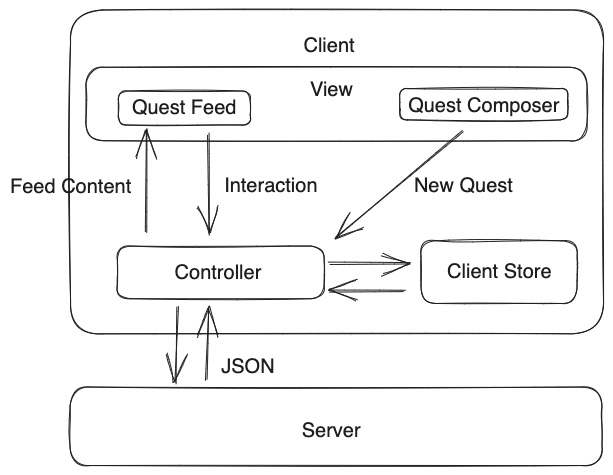 Client
View
Quest Feed
Quest Composer
Feed Content
Interaction
New Quest
Controller
Client Store
JSON
Server